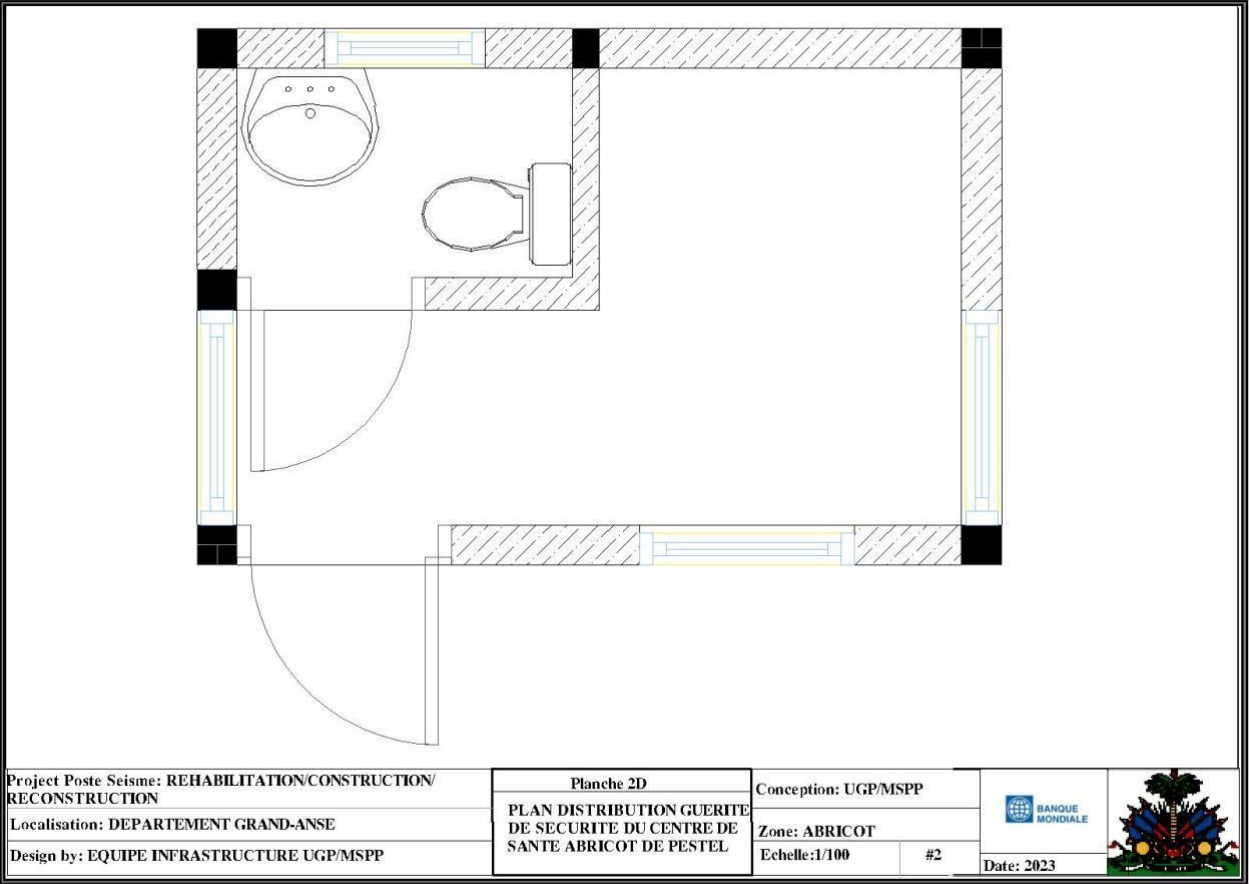 Project Poste Seisme: REHABILITATION/CONSTRUCTION/
RECONSTRUCTION
Localisation: DEPARTEMENT GRAND-ANSE
Design by: EQUIPE INFRASTRUCTURE UGP/MSPP
Planche 2D
PLAN DISTRIBUTION GUERITE
DE SECURITE DU CENTRE DE
SANTE ABRICOT DE PESTEL
Conception: UGP/MSPP
Zone: ABRICOT
Echelle:1/100
#2
BANQUE
MONDIALE
Date: 2023